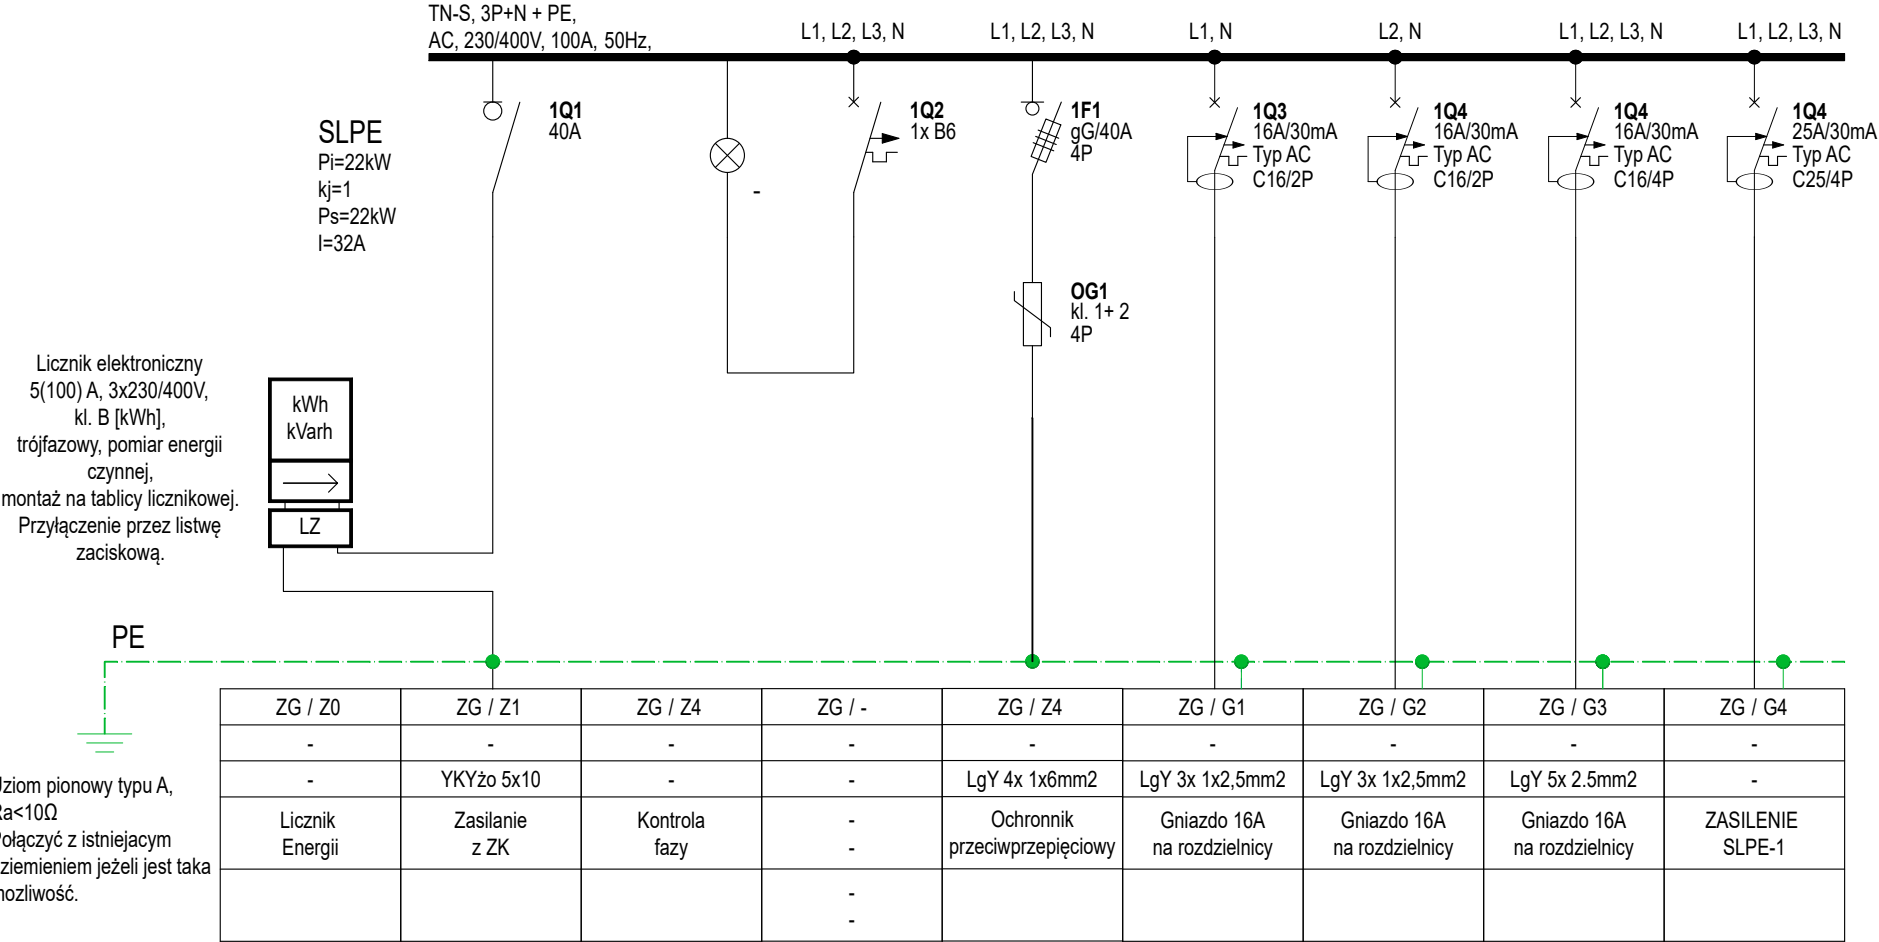 TN-S, 3P+N + PE,
AC, 230/400V, 100A, 50Hz,
L1, L2, L3, N
L1, L2, L3, N
L1, N
L2, N
L1, L2, L3, N
L1, L2, L3, N
SLPE
Pi=22kW
kj=1
Ps=22kW
I=32A
1Q1
40A
-
1Q2
1x B6
1F1
gG/40A
4P
1Q3
16A/30mA
Typ AC
C16/2P
1Q4
16A/30mA
Typ AC
C16/2P
1Q4
16A/30mA
Typ AC
C16/4P
1Q4
25A/30mA
Typ AC
C25/4P
OG1
kl. 1+ 2
4P
Licznik elektroniczny
5(100) A, 3x230/400V,
kl. B [kWh],
trójfazowy, pomiar energii
czynnej,
montaż na tablicy licznikowej.
Przyłączenie przez listwę
zaciskową.
kWh
kVarh
LZ
PE
ZG / Z0 ZG / Z1 ZG / Z4 ZG / - ZG / Z4 ZG / G1 ZG / G2 ZG / G3 ZG / G4
- - - - - - - - -
- YKYżo 5x10 - - LgY 4x 1x6mm2 LgY 3x 1x2,5mm2 LgY 3x 1x2,5mm2 LgY 5x 2.5mm2 -
Licznik Zasilanie Kontrola - Ochronnik Gniazdo 16A Gniazdo 16A Gniazdo 16A ZASILENIE
Energii z ZK fazy - przeciwprzepięciowy na rozdzielnicy na rozdzielnicy na rozdzielnicy SLPE-1
-
-
pionowy typu A,
<10Ω
z istniejacym
jeżeli jest taka